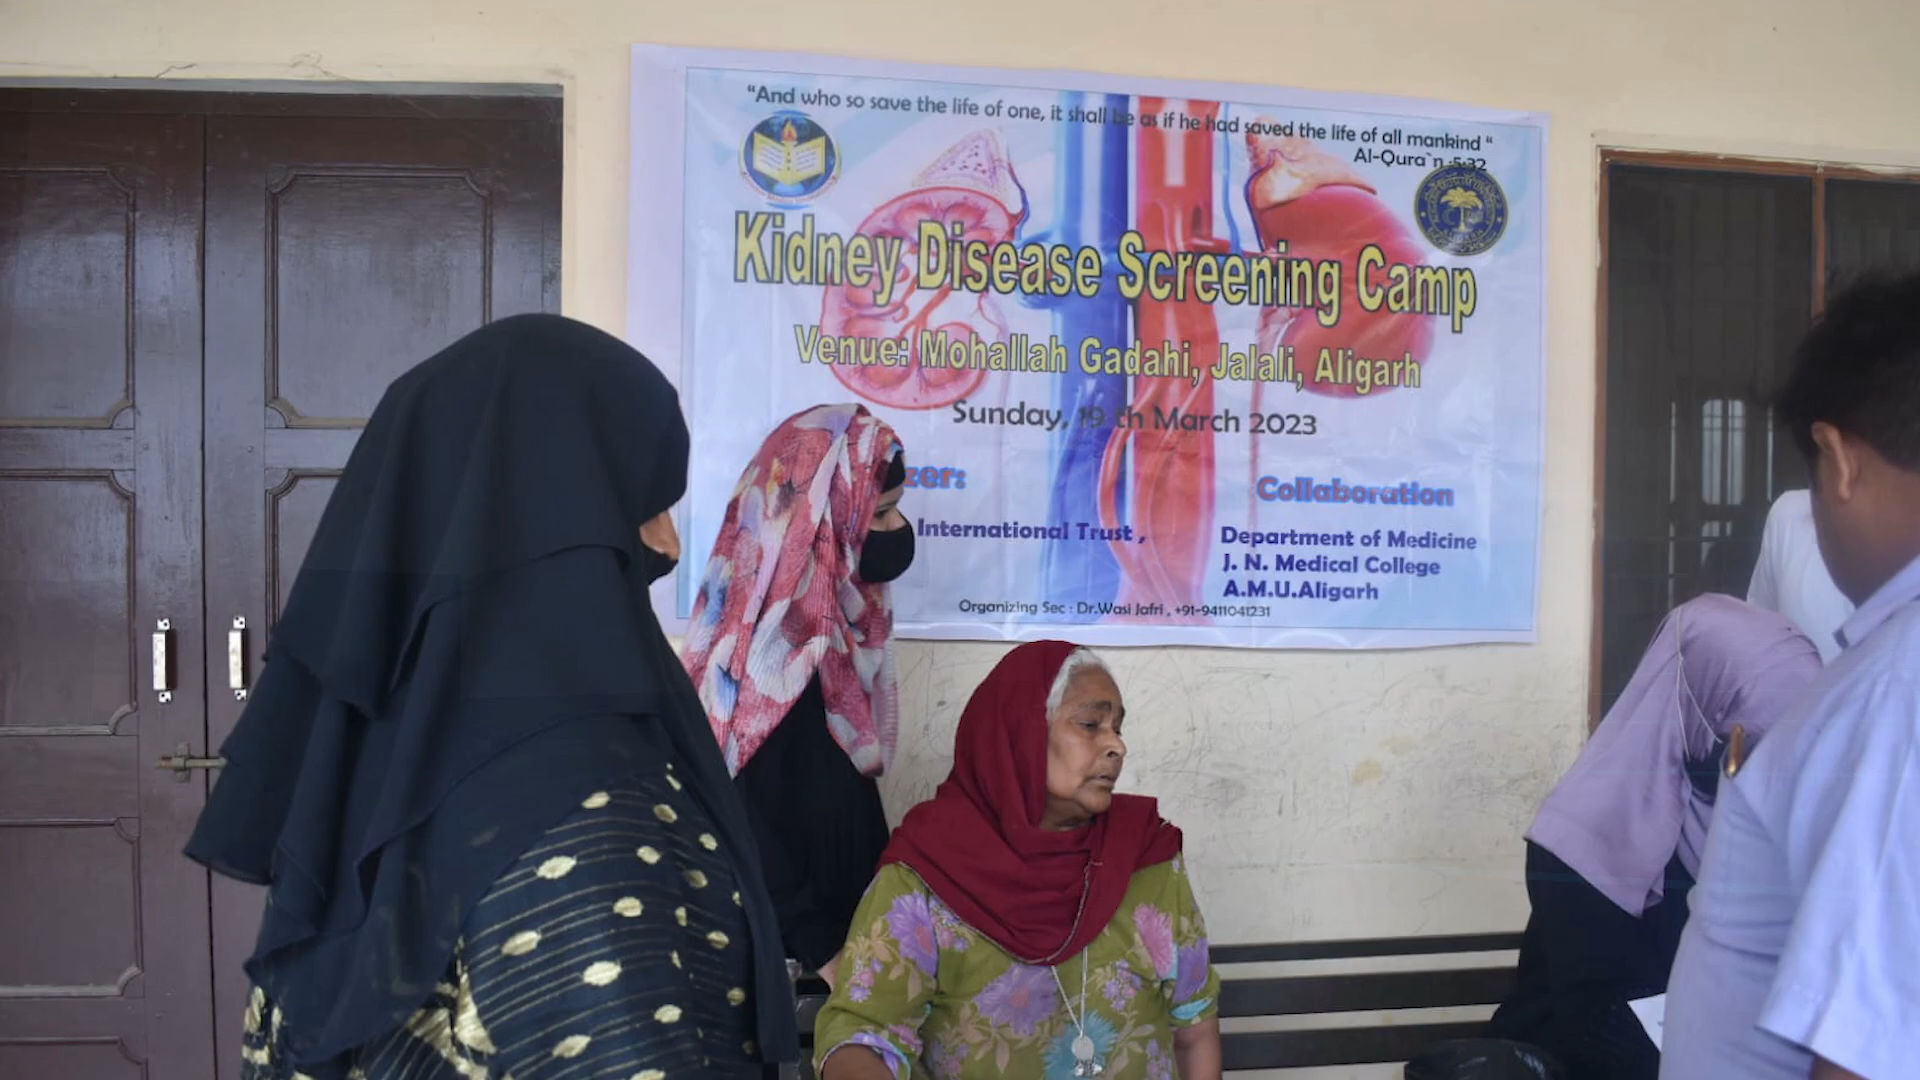 “And who so save the life of one, it shall be as if he had saved the life of all mankind “
Al-Qura`n :5:32
Kidney Disease Screening Camp
Venue: Mohallah Gadahi, Jalali, Aligarh
Sunday, 19 th March 2023
zer:
International Trust ,
Collaboration
Department of Medicine
J. N. Medical College
A.M.U.Aligarh
Organizing Sec : Dr.Wasi Jafri , +91-9411041231